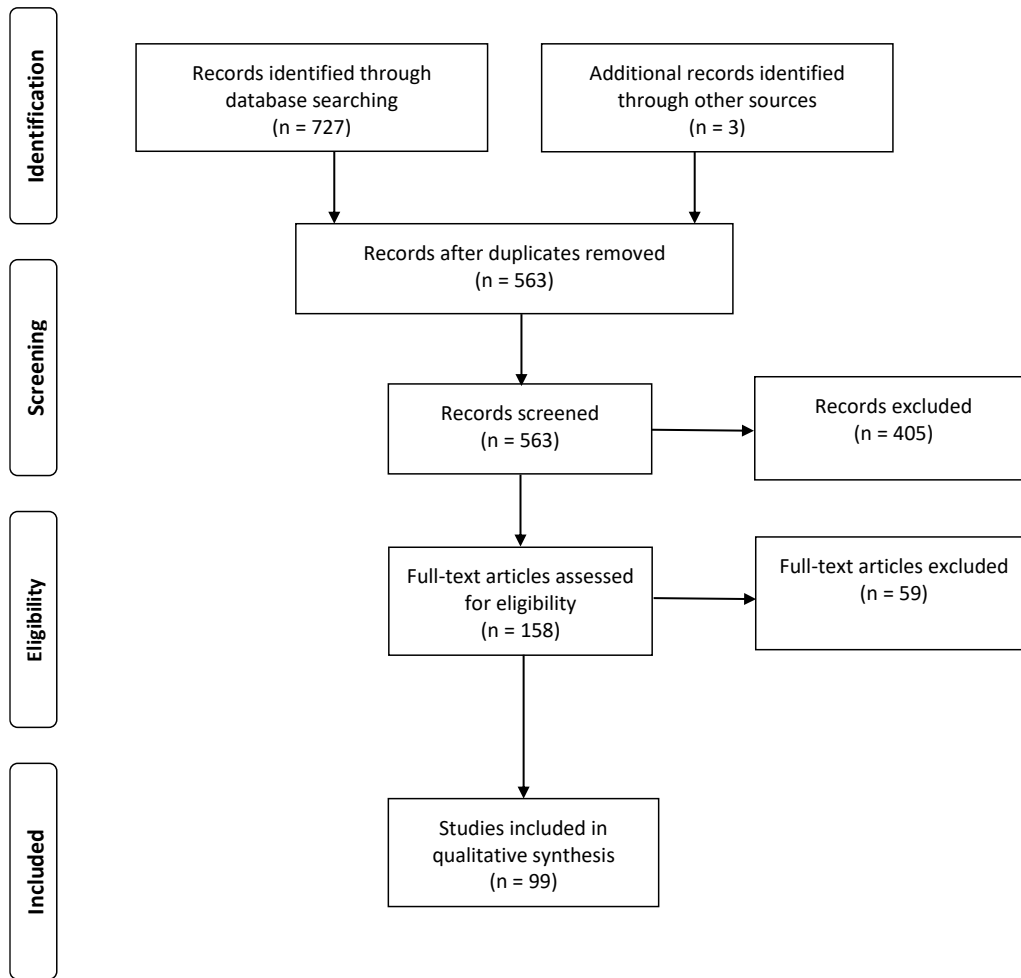 Identification
Records identified through
database searching
(n = 727)
Additional records identified
through other sources
(n = 3)
Records after duplicates removed
(n = 563)
Screening
Records screened
(n = 563)
Records excluded
(n = 405)
Eligibility
Full-text articles assessed
for eligibility
(n = 158)
Full-text articles excluded
(n = 59)
Included
Studies included in
qualitative synthesis
(n = 99)